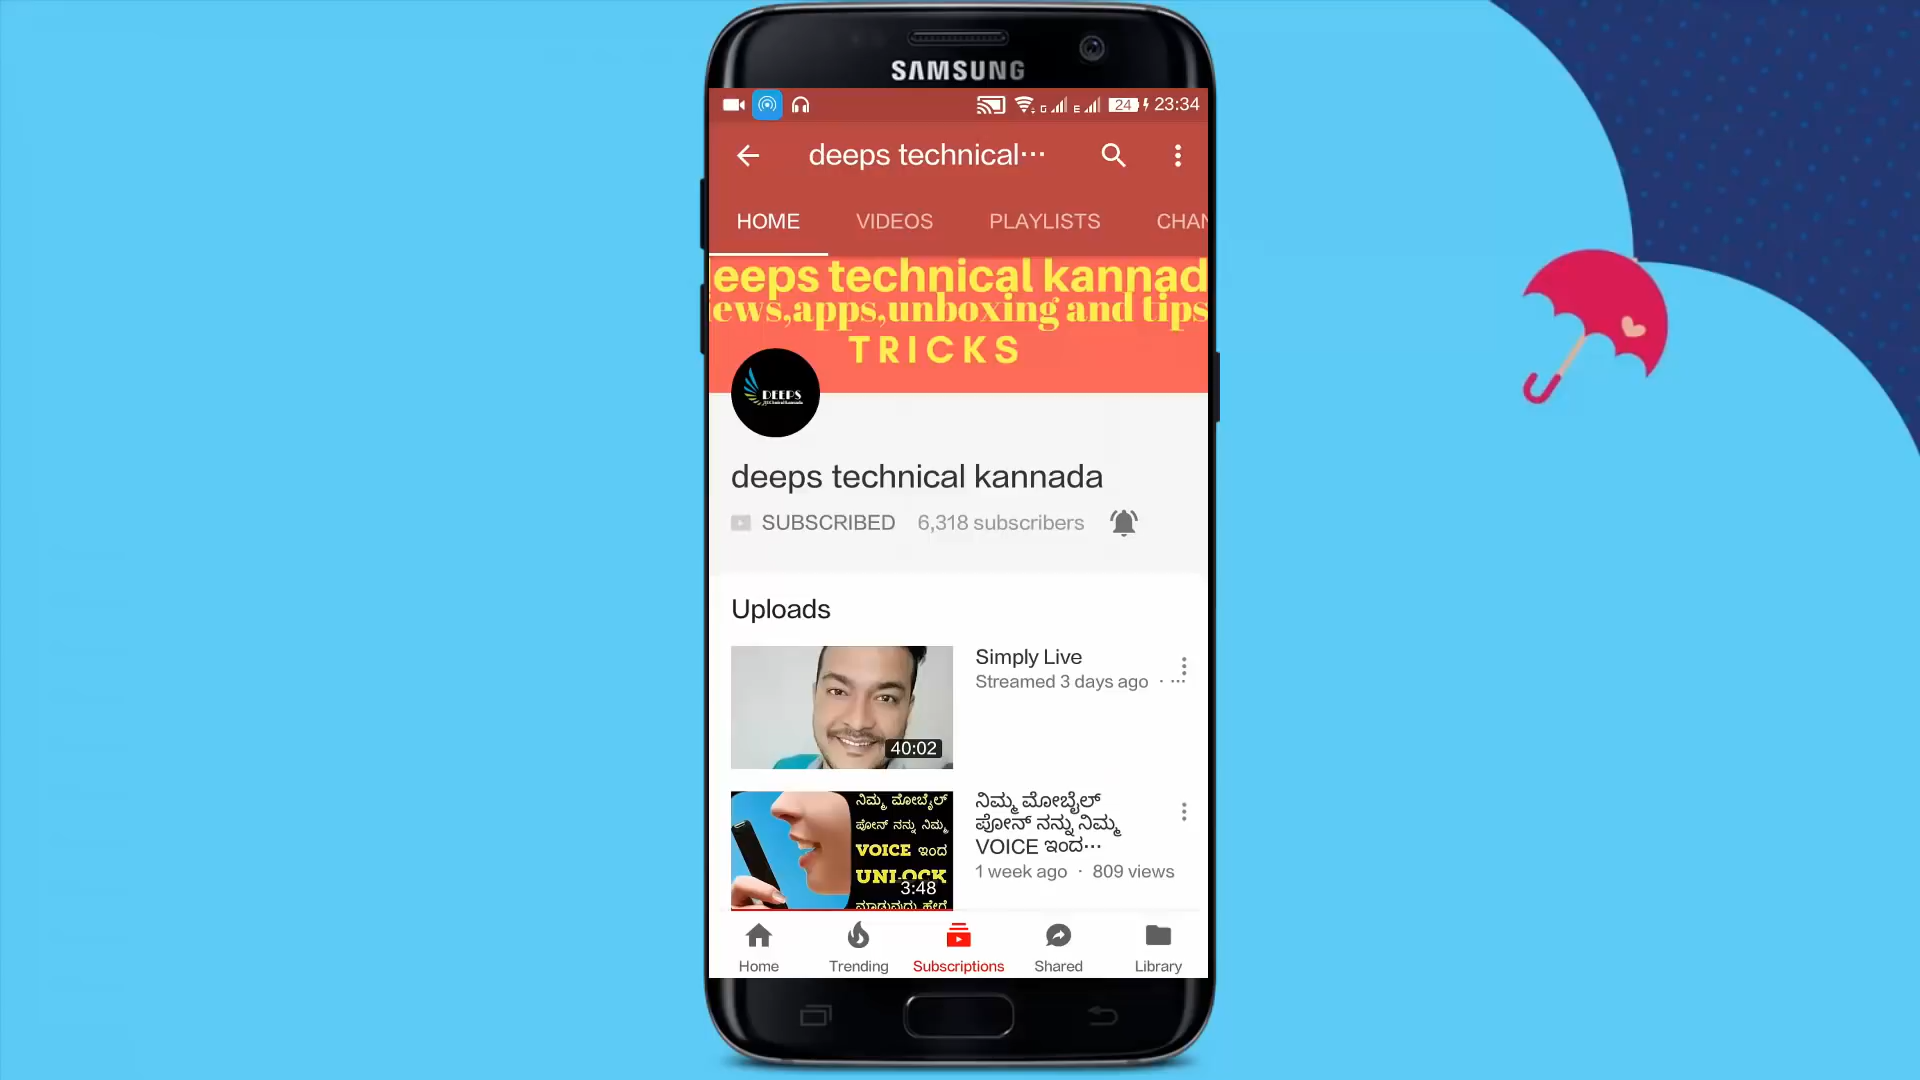 SAMSUNG
24 23:34
deeps technical···
HOME VIDEOS PLAYLISTS CHAN
eeps technical kannad
iews,apps,unboxing and tips
TRICKS
DEEPS
deeps technical kannada
SUBSCRIBED 6,318 subscribers
Uploads
Simply Live
Streamed 3 days ago · ···
40:02
ನಿಮ್ಮ ಮೋಬೈಲ್
ಪೋನ್ ನನ್ನು ನಿಮ್ಮ
VOICE ಇಂದ
UNLOCK
3:48
ಮಾಡುವುದು ಹೇಗೆ
ನಿಮ್ಮ ಮೋಬೈಲ್
ಪೋನ್ ನನ್ನು ನಿಮ್ಮ
VOICE ಇಂದ···
1 week ago · 809 views
Home Trending Subscriptions Shared Library